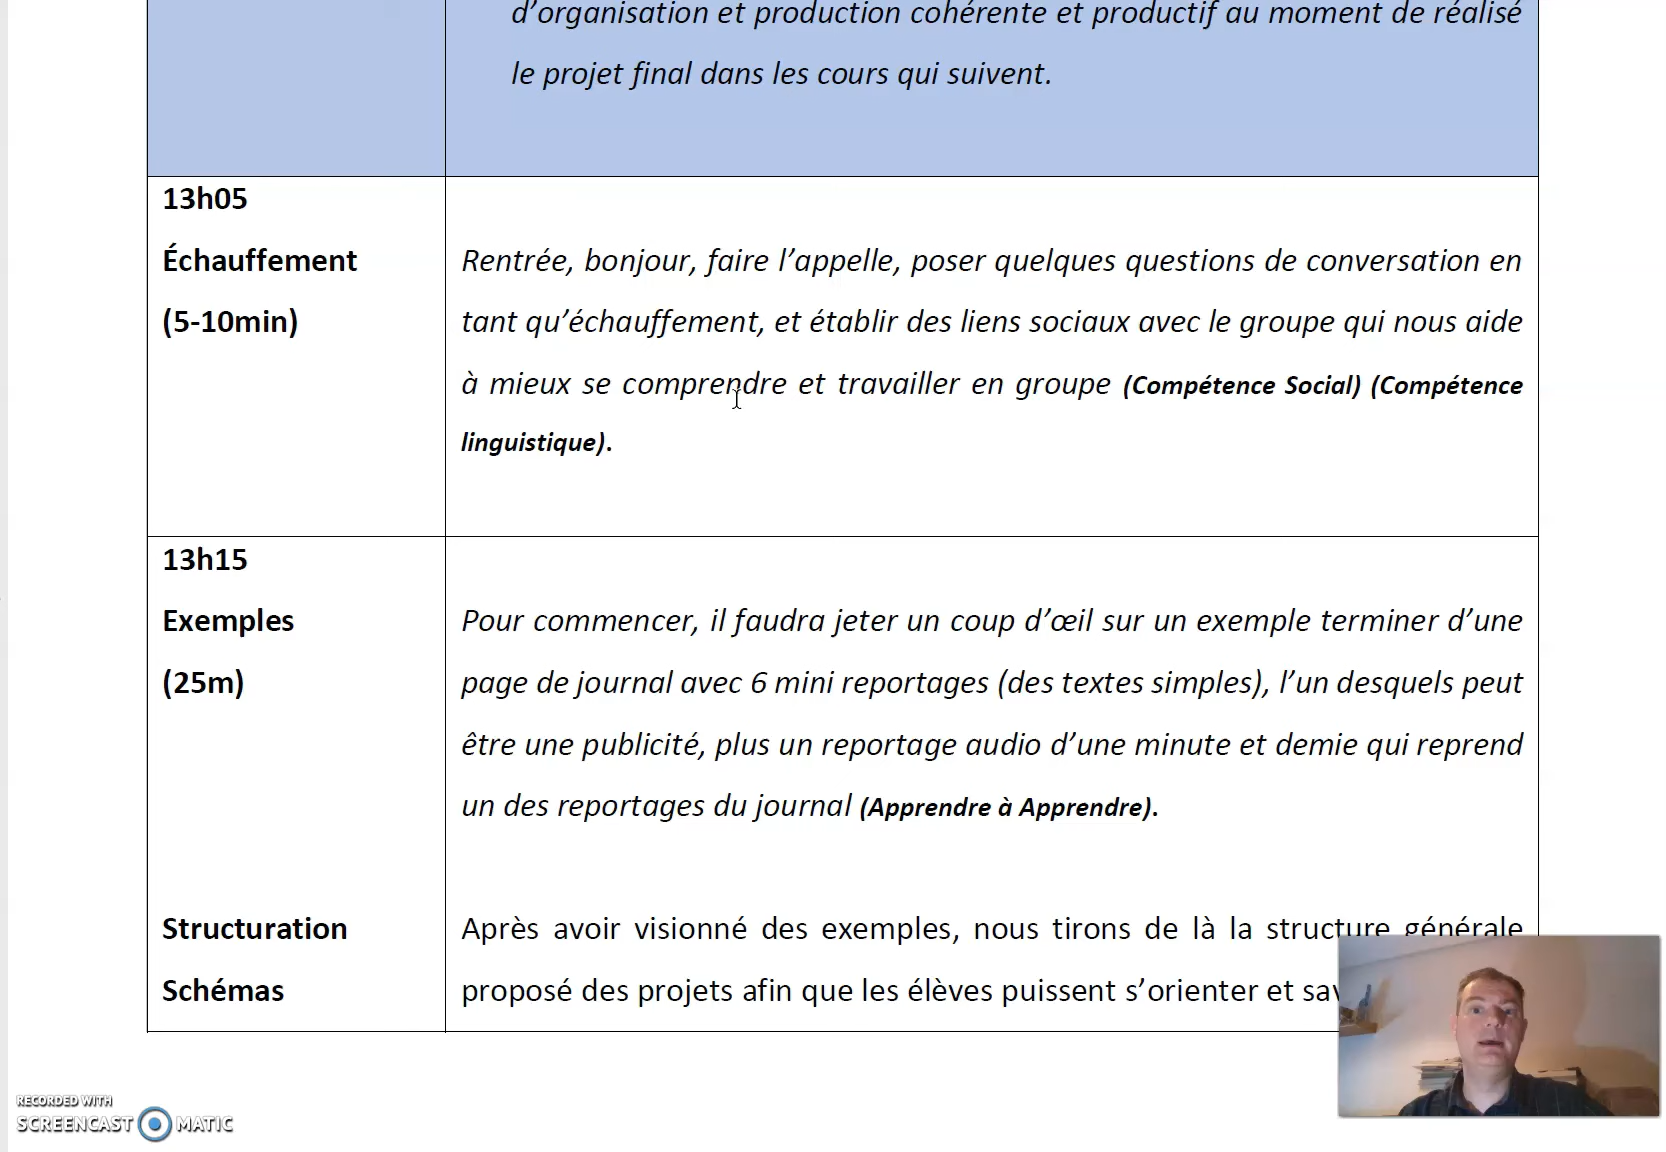 d’organisation et production cohérente et productif au moment de réalisé
le projet final dans les cours qui suivent.
13h05
Échauffement
(5-10min)
Rentrée, bonjour, faire l’appelle, poser quelques questions de conversation en
tant qu’échauffement, et établir des liens sociaux avec le groupe qui nous aide
à mieux se comprendre et travailler en groupe (Compétence Social) (Compétence
linguistique).
13h15
Exemples
(25m)
Pour commencer, il faudra jeter un coup d’œil sur un exemple terminer d’une
page de journal avec 6 mini reportages (des textes simples), l’un desquels peut
être une publicité, plus un reportage audio d’une minute et demie qui reprend
un des reportages du journal (Apprendre à Apprendre).
Structuration
Schémas
Après avoir visionné des exemples, nous tirons de là la structure générale
proposé des projets afin que les élèves puissent s’orienter et
RECORDED WITH
SCREENCAST MATIC